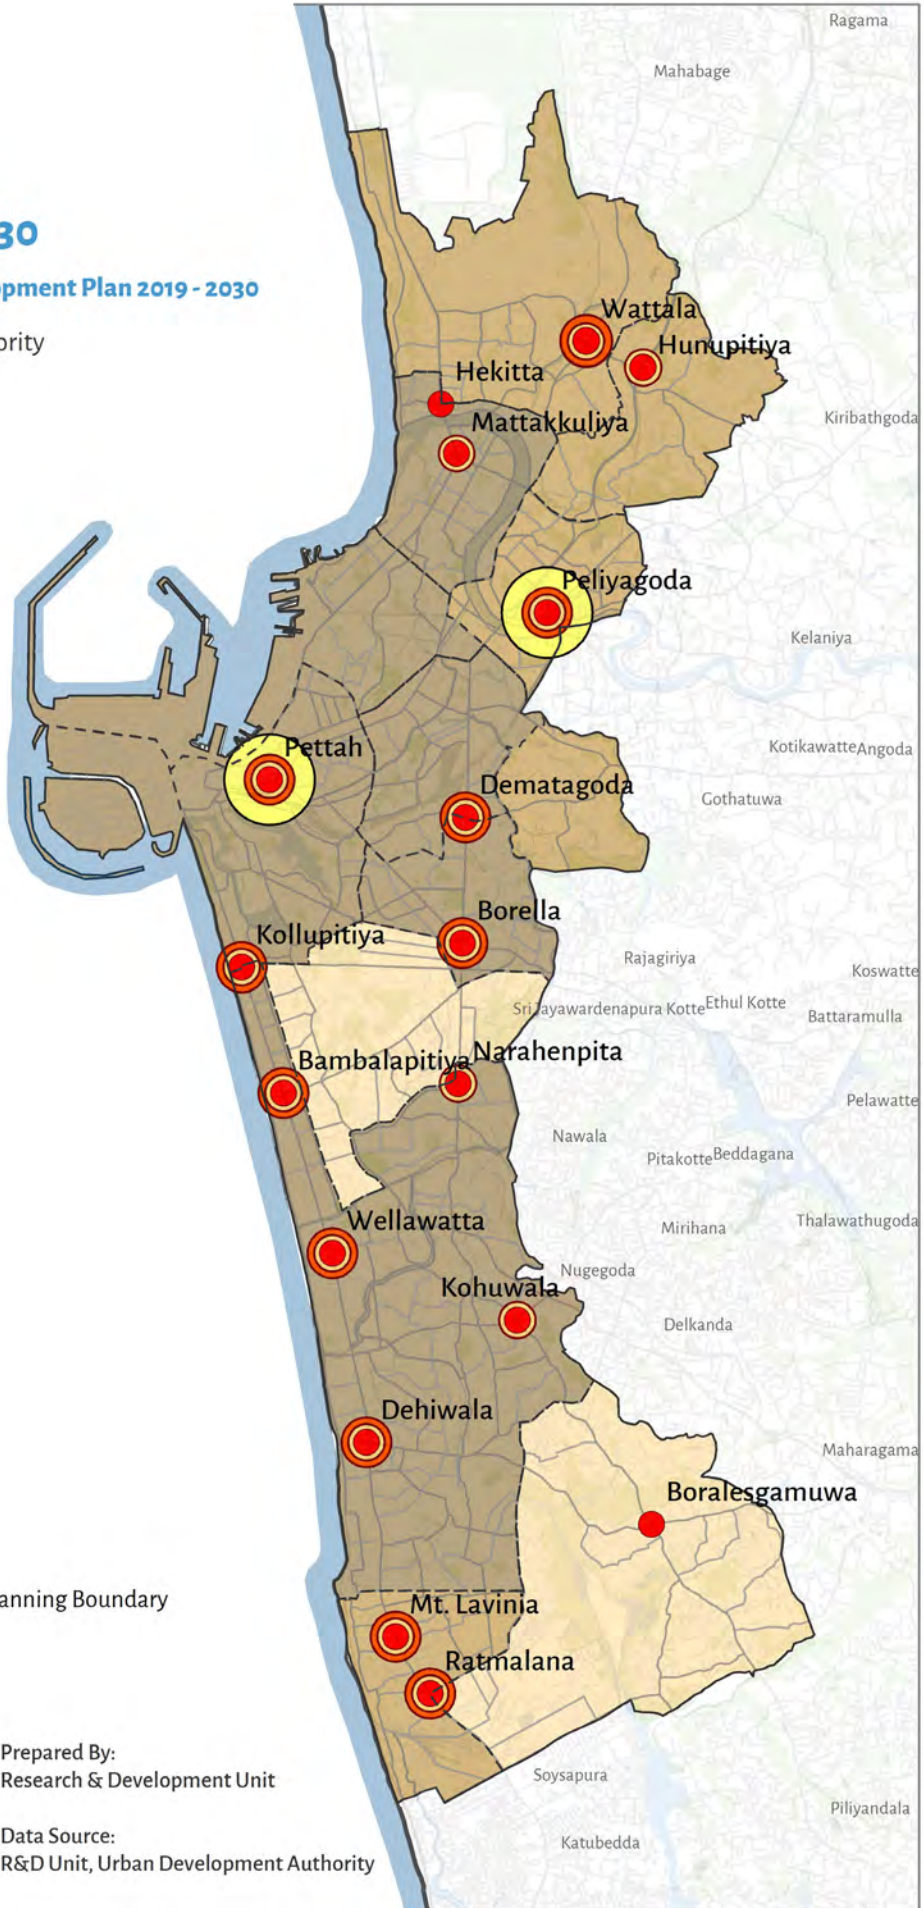 Ragama
Mahabage
30
opment Plan 2019 - 2030
ority
Wattala
Hunupitiya
Hekitta
Mattakkuliya
Kiribathgoda
Peliyagoda
Kelaniya
Pettah
Kotikawatte
Angoda
Dematagoda
Gothatuwa
Borella
Kollupitiya
Rajagiriya
Koswatte
Sri Jayawardenapura Kotte
Ethul Kotte
Battaramulla
Bambalapitiya
Narahenpita
Pelawatte
Nawala
Pitakotte
Beddagana
Wellawatta
Mirihana
Thalawathugoda
Nugegoda
Kohuwala
Delkanda
Dehiwala
Maharagama
Boralesgamuwa
anning Boundary
Mt. Lavinia
Ratmalana
Prepared By:
Research & Development Unit
Soysapura
Piliyandala
Data Source:
R&D Unit, Urban Development Authority
Katubedda